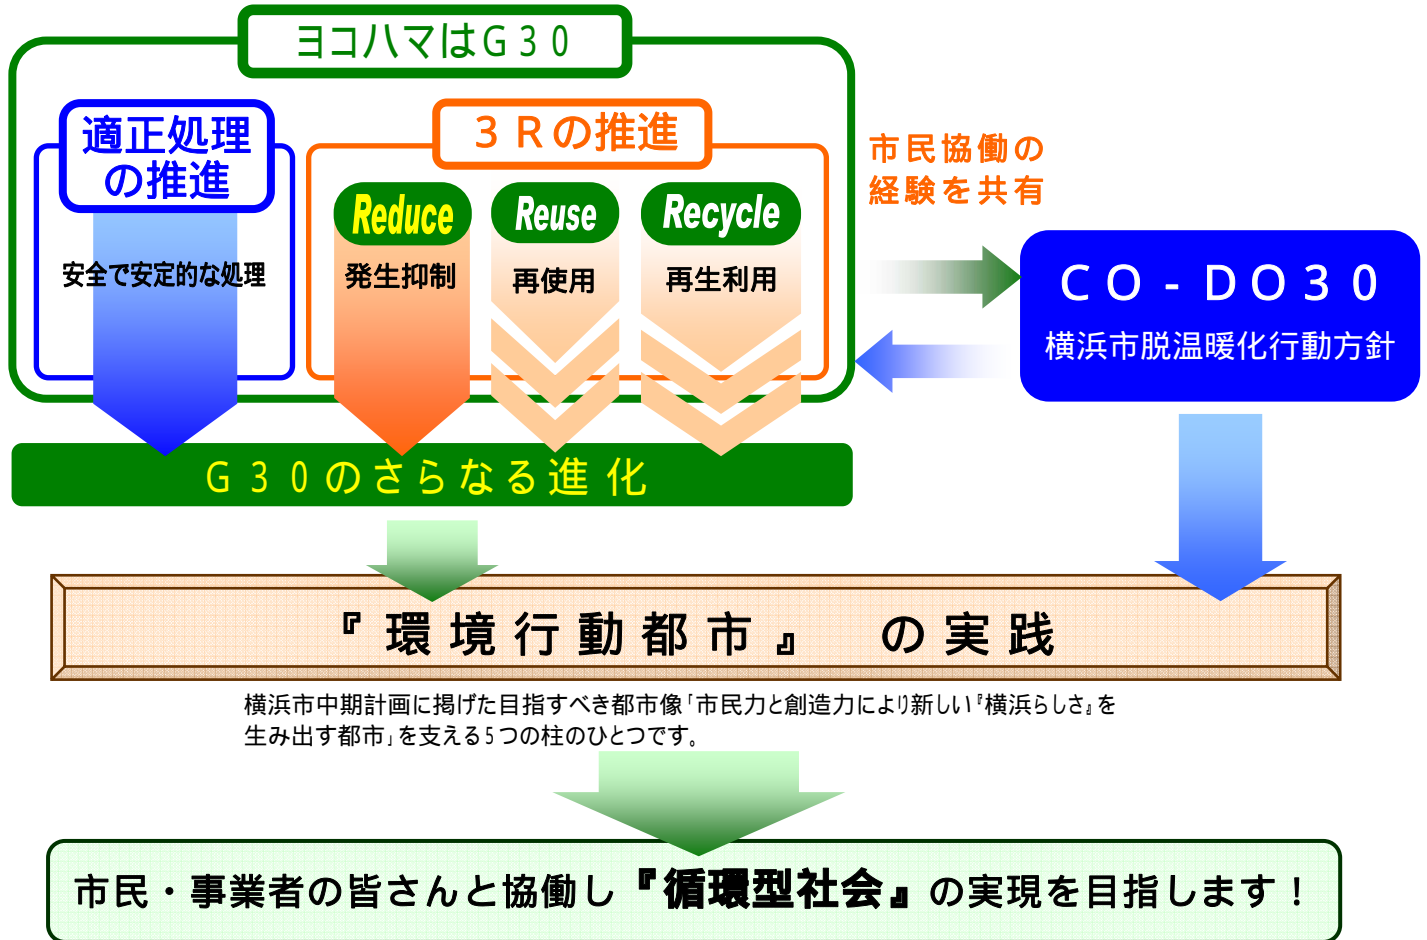 ヨコハマはG30
適正処理
の推進
3Rの推進
Reduce
Reuse
Recycle
安全で安定的な処理
発生抑制
再使用
再生利用
市民協働の
経験を共有
CO-DO30
横浜市脱温暖化行動方針
G30のさらなる進化
『環境行動都市』 の実践
横浜市中期計画に掲げた目指すべき都市像「市民力と創造力により新しい『横浜らしさ』を
生み出す都市」を支える5つの柱のひとつです。
市民・事業者の皆さんと協働し『循環型社会』の実現を目指します！